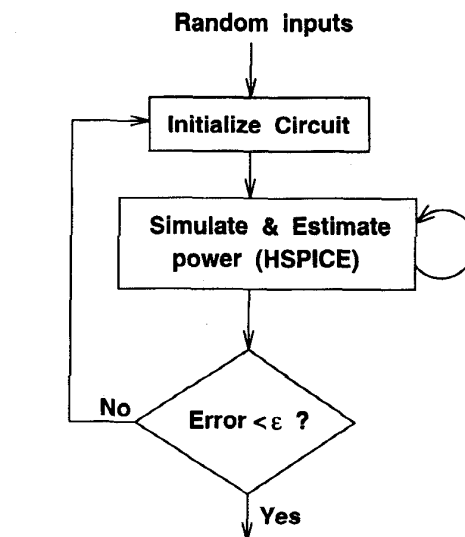 Random inputs
Initialize Circuit
Simulate & Estimate
power (HSPICE)
No
Error < ε ?
Yes